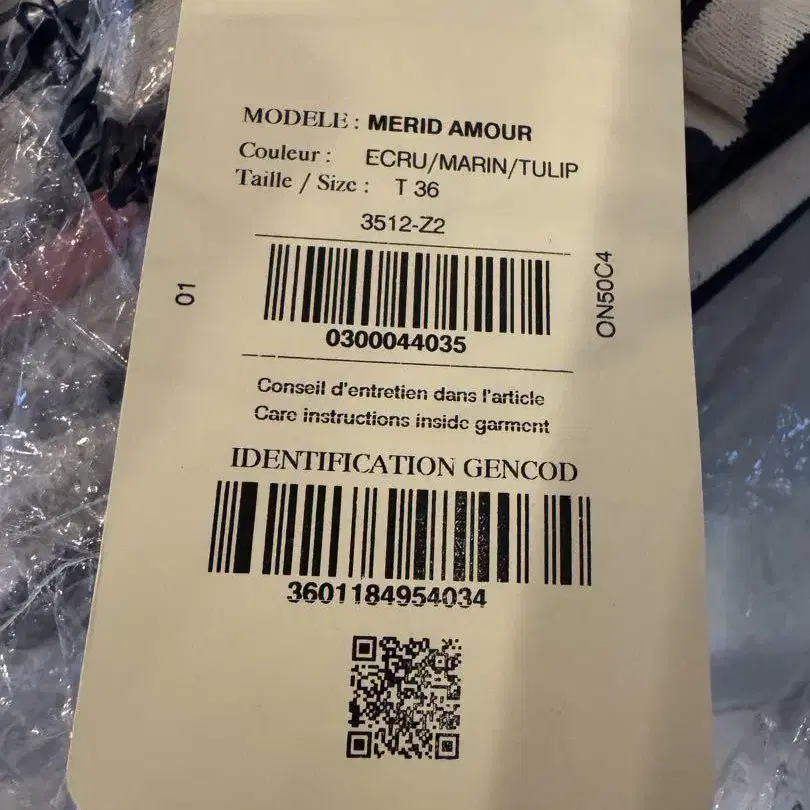 MODELE : MERID AMOUR
Couleur : ECRU/MARIN/TULIP
Taille / Size : T 36
3512-Z2
01
ON50C4
0300044035
Conseil d'entretien dans l'article
Care instructions inside garment
IDENTIFICATION GENCOD
3601184954034